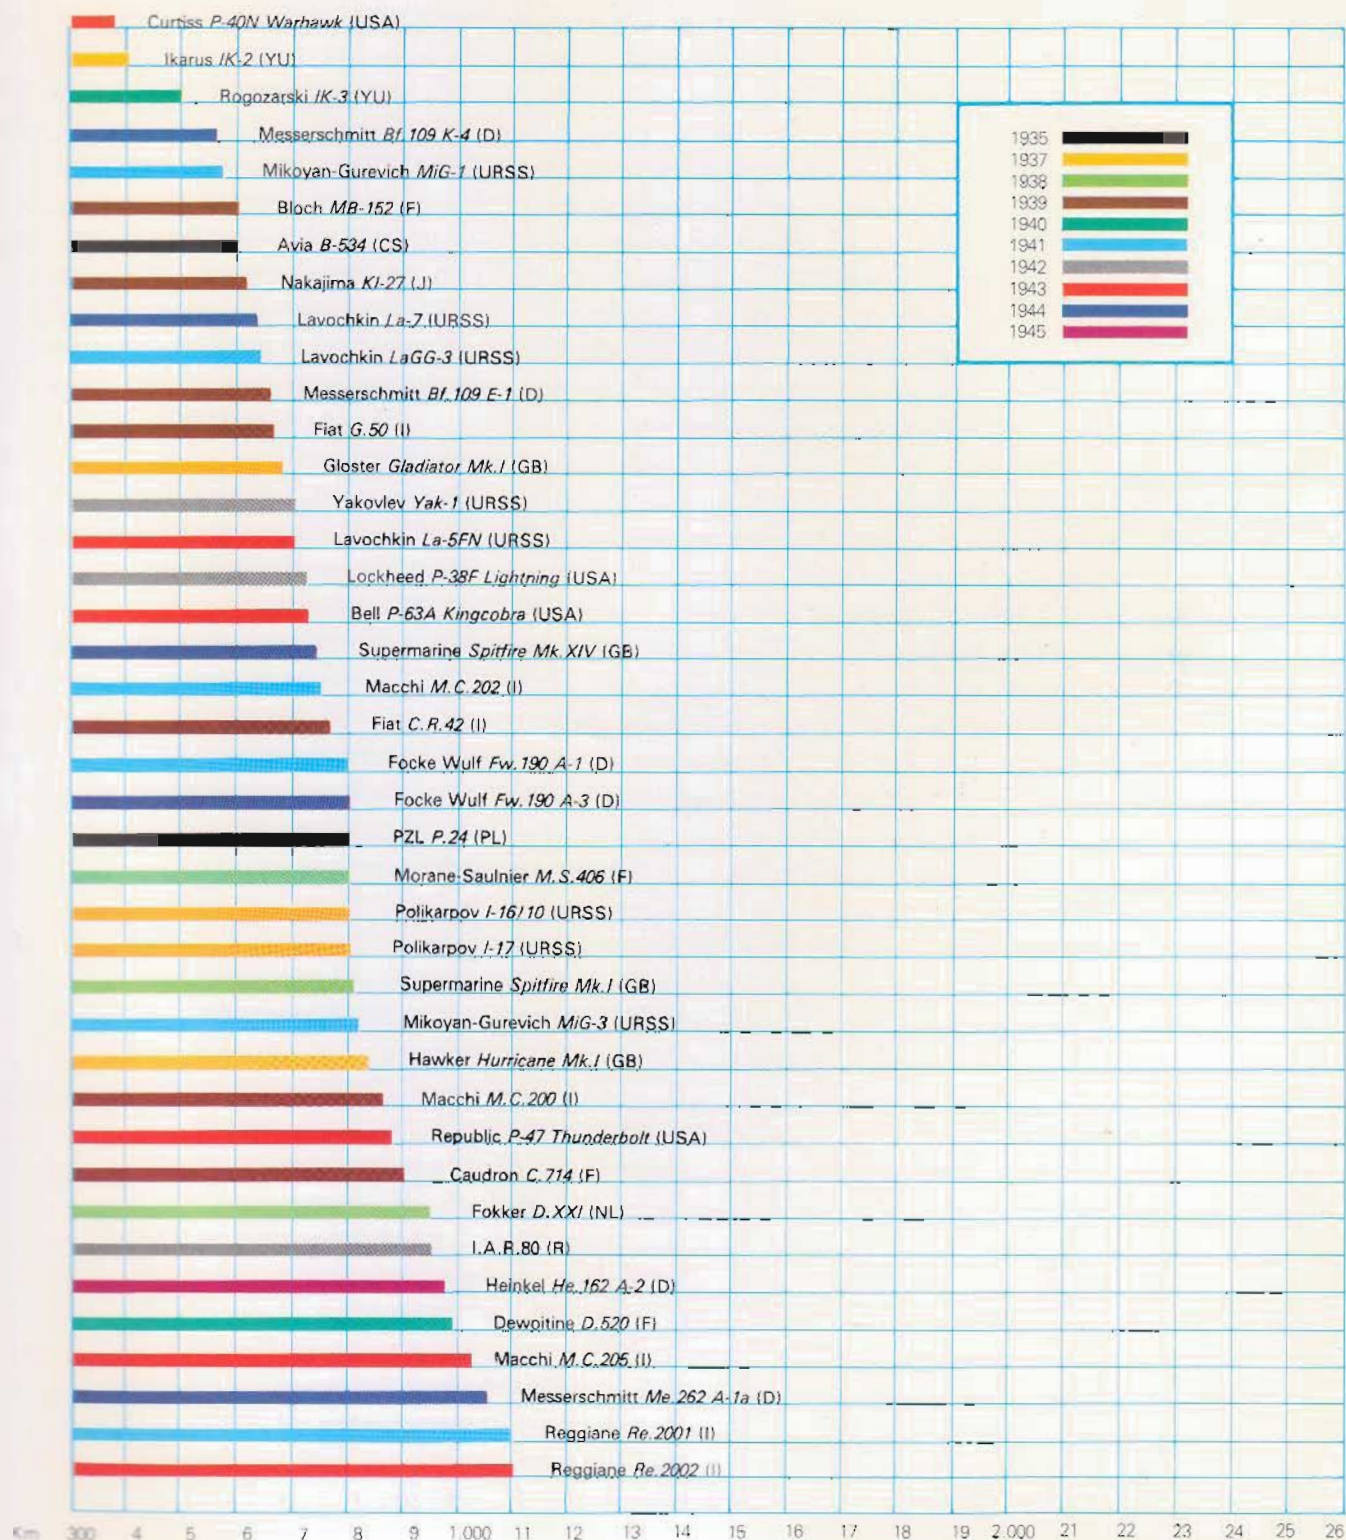 Curtiss P-40N Warhawk (USA)
Ikarus IK-2 (YU)
Rogozarski IK-3 (YU)
Messerschmitt Bf.109 K-4 (D)
Mikoyan-Gurevich MiG-1 (URSS)
Bloch MB-152 (F)
Avia B-534 (CS)
Nakajima KI-27 (J)
Lavochkin La-7 (URSS)
Lavochkin LaGG-3 (URSS)
Messerschmitt Bf.109 E-1 (D)
Fiat G.50 (I)
Gloster Gladiator Mk.I (GB)
Yakovlev Yak-1 (URSS)
Lavochkin La-5FN (URSS)
Lockheed P-38F Lightning (USA)
Bell P-63A Kingcobra (USA)
Supermarine Spitfire Mk.XIV (GB)
Macchi M.C.202 (I)
Fiat C.R.42 (I)
Focke Wulf Fw.190 A-1 (D)
Focke Wulf Fw.190 A-3 (D)
PZL P.24 (PL)
Morane-Saulnier M.S.406 (F)
Polikarpov I-16/10 (URSS)
Polikarpov I-17 (URSS)
Supermarine Spitfire Mk.I (GB)
Mikoyan-Gurevich MiG-3 (URSS)
Hawker Hurricane Mk.I (GB)
Macchi M.C.200 (I)
Republic P-47 Thunderbolt (USA)
Caudron C.714 (F)
Fokker D.XXI (NL)
I.A.R.80 (R)
Heinkel He.162 A-2 (D)
Dewoitine D.520 (F)
Macchi M.C.205 (I)
Messerschmitt Me.262 A-1a (D)
Reggiane Re.2001 (I)
Reggiane Re.2002 (I)
1935
1937
1938
1939
1940
1941
1942
1943
1944
1945
Km 300 4 5 6 7 8 9 1.000 11 12 13 14 15 16 17 18 19 2.000 21 22 23 24 25 26